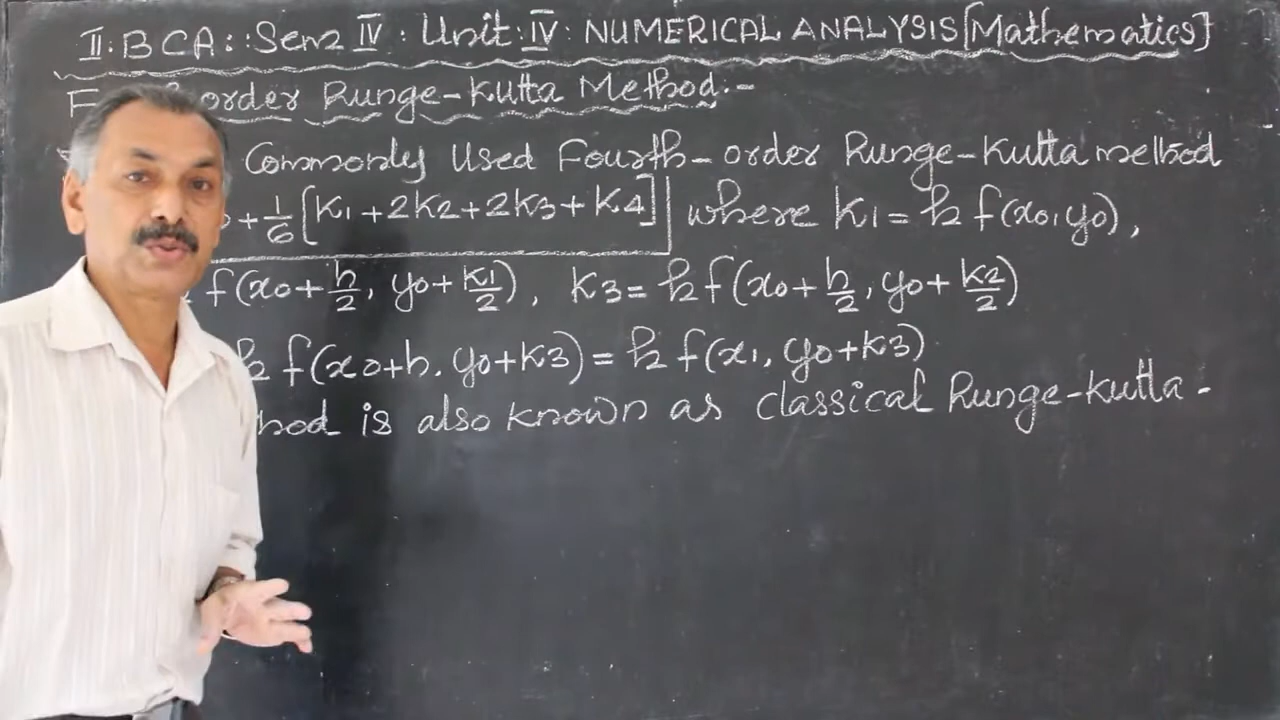 II : BCA : : Sem IV : Unit : IV : NUMERICAL ANALYSIS [Mathematics]
order Runge-Kutta Method :-
Commonly Used Fourth-order Runge-Kutta method
+ 1/6 [K1 + 2K2 + 2K3 + K4] where K1 = h f(x0, y0),
f(x0 + h/2, y0 + K1/2), K3 = h f(x0 + h/2, y0 + K2/2)
h f(x0+h, y0+K3) = h f(x1, y0+K3)
hod is also known as classical Runge-Kutta -